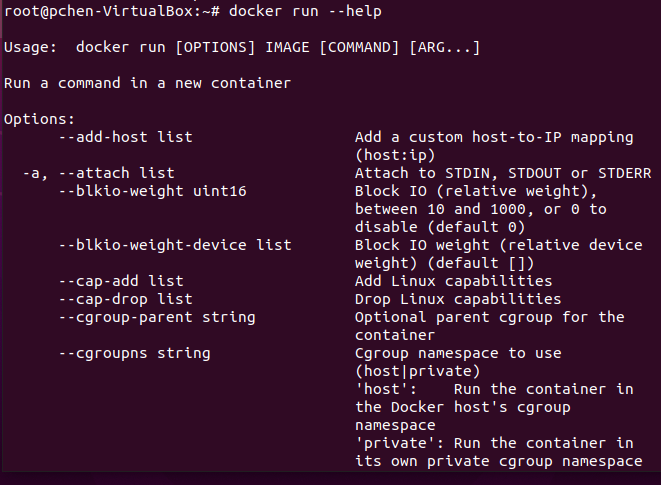 root@pchen-VirtualBox:~# docker run --help
Usage:  docker run [OPTIONS] IMAGE [COMMAND] [ARG...]
Run a command in a new container
Options:
      --add-host list                  Add a custom host-to-IP mapping
                                       (host:ip)
  -a, --attach list                    Attach to STDIN, STDOUT or STDERR
      --blkio-weight uint16            Block IO (relative weight),
                                       between 10 and 1000, or 0 to
                                       disable (default 0)
      --blkio-weight-device list       Block IO weight (relative device
                                       weight) (default [])
      --cap-add list                   Add Linux capabilities
      --cap-drop list                  Drop Linux capabilities
      --cgroup-parent string           Optional parent cgroup for the
                                       container
      --cgroupns string                Cgroup namespace to use
                                       (host|private)
                                       'host':    Run the container in
                                       the Docker host's cgroup
                                       namespace
                                       'private': Run the container in
                                       its own private cgroup namespace